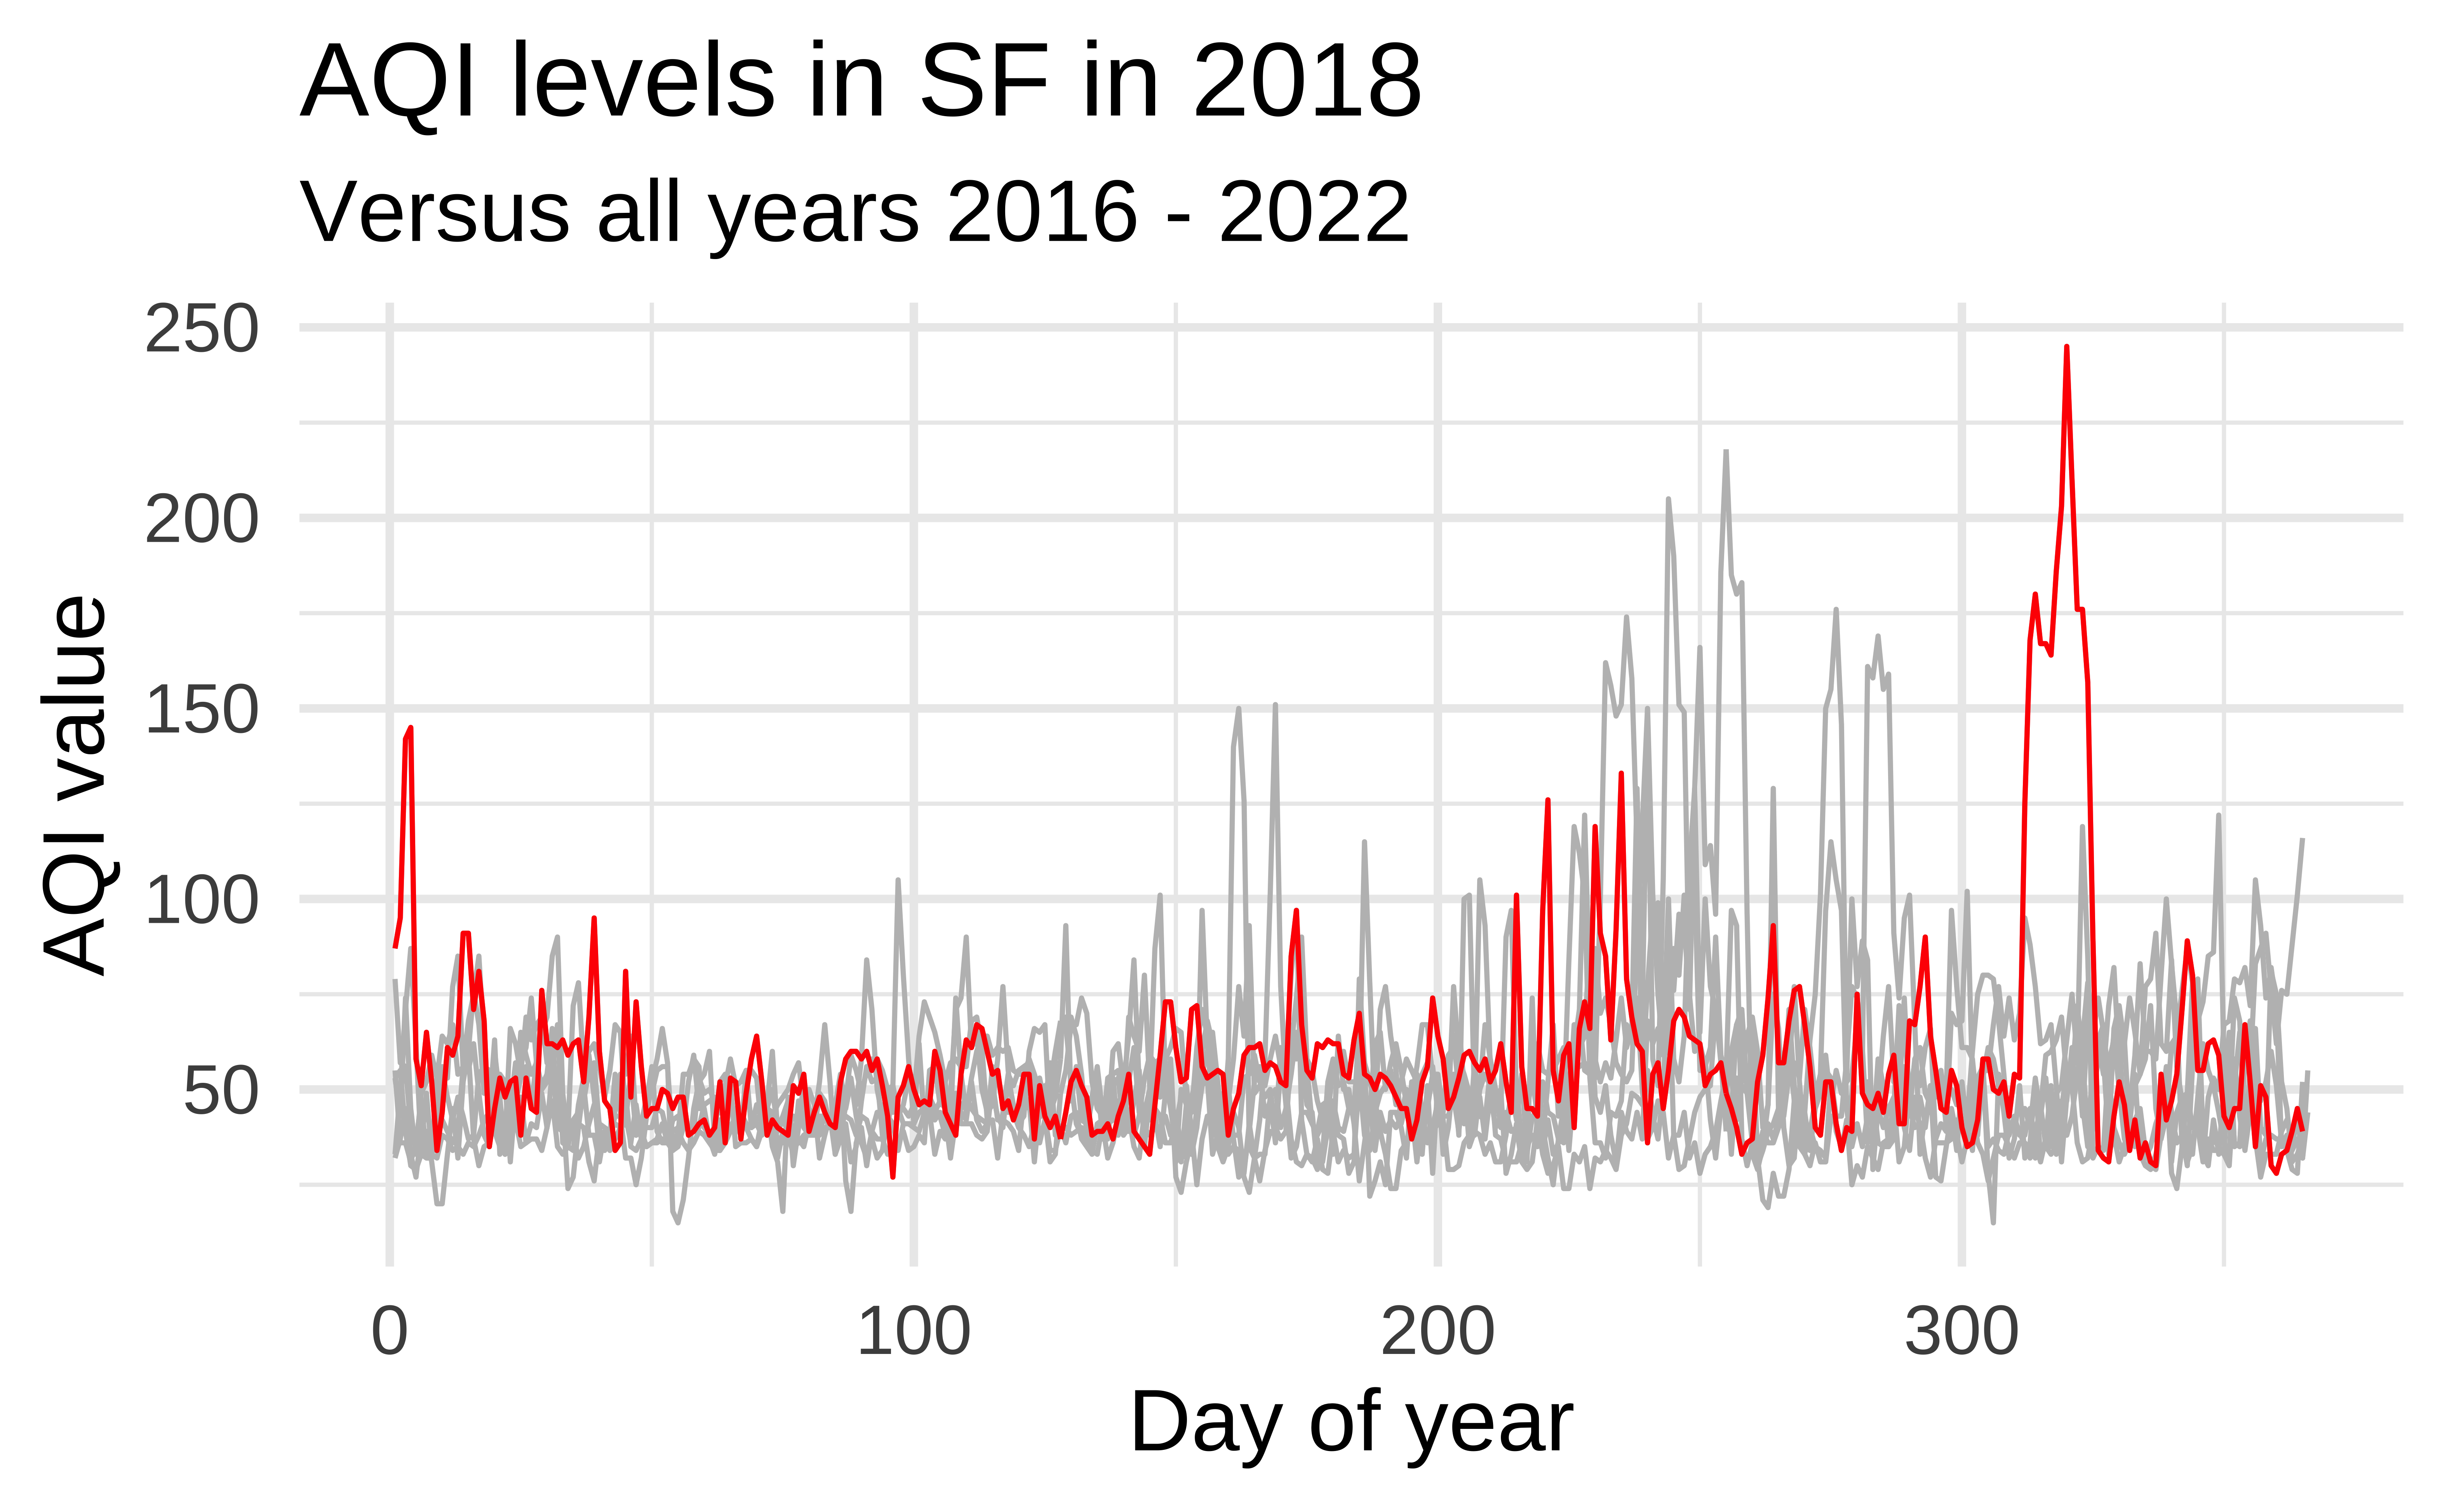 AQI levels in SF in 2018
Versus all years 2016 - 2022
250
200
150
100
50
AQI value
0 100 200 300
Day of year